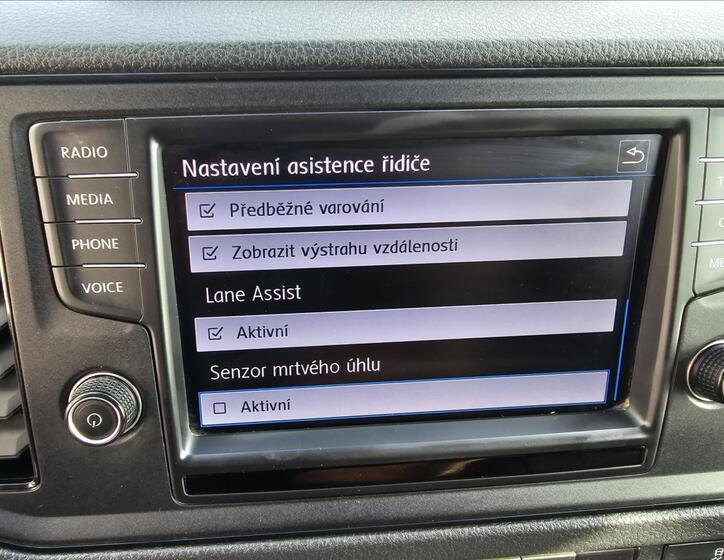 RADIO
MEDIA
PHONE
VOICE
Nastavení asistence řidiče
Předběžné varování
Zobrazit výstrahu vzdálenosti
Lane Assist
Aktivní
Senzor mrtvého úhlu
Aktivní